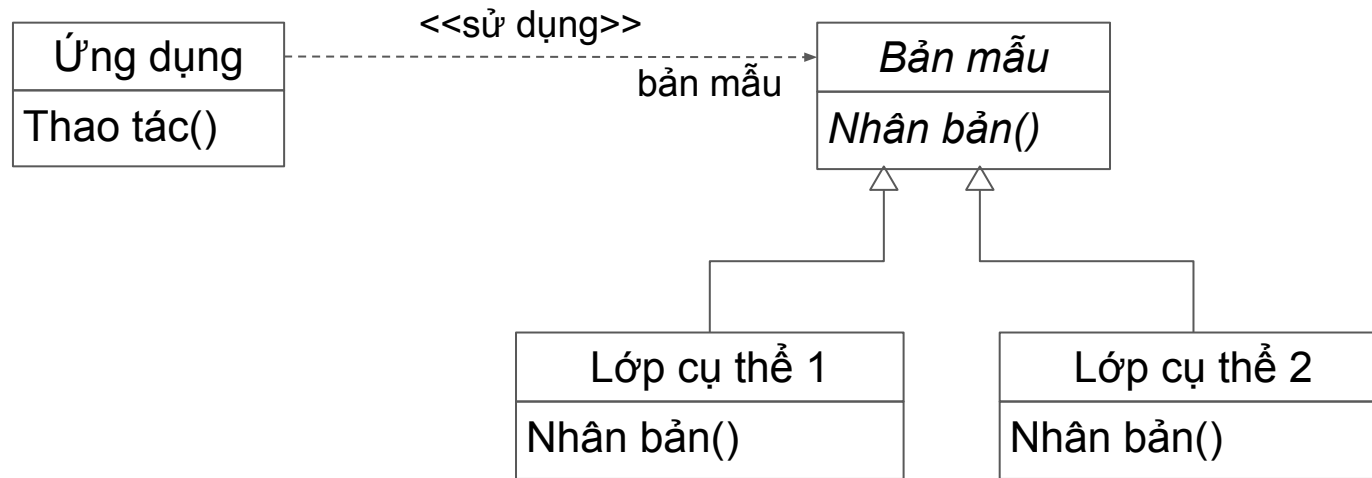 <<sử dụng>>
Ứng dụng
Bản mẫu
bản mẫu
Thao tác()
Nhân bản()
Lớp cụ thể 1
Lớp cụ thể 2
Nhân bản()
Nhân bản()